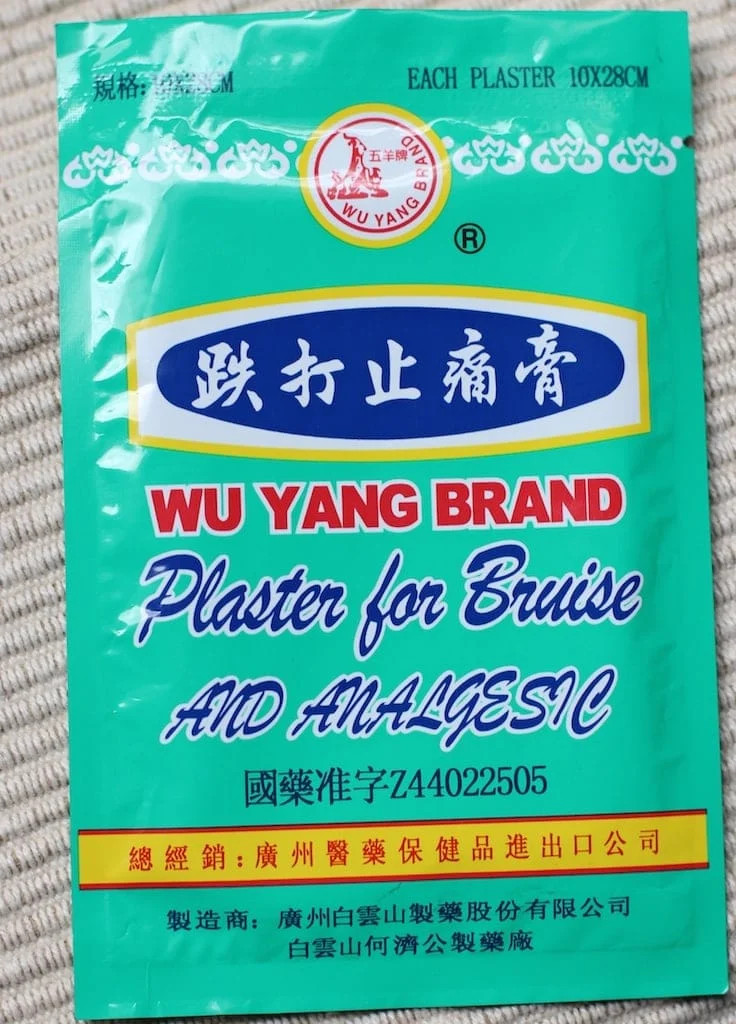 規格: CM
EACH PLASTER 10X28CM
五羊牌
WU YANG BRAND
®
跌打止痛膏
WU YANG BRAND
Plaster for Bruise
AND ANALGESIC
國藥准字Z44022505
總經銷:廣州醫藥保健品進出口公司
製造商: 廣州白雲山製藥股份有限公司
白雲山何濟公製藥廠